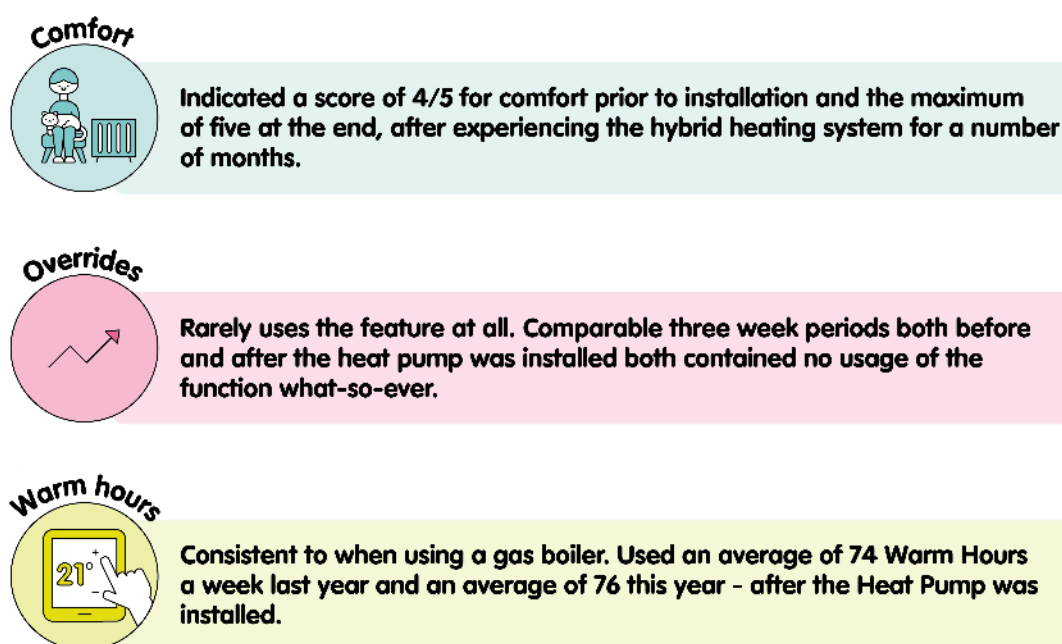 Comfort
Indicated a score of 4/5 for comfort prior to installation and the maximum
of five at the end, after experiencing the hybrid heating system for a number
of months.
Overrides
Rarely uses the feature at all. Comparable three week periods both before
and after the heat pump was installed both contained no usage of the
function what-so-ever.
Warm hours
21°
+
-
Consistent to when using a gas boiler. Used an average of 74 Warm Hours
a week last year and an average of 76 this year - after the Heat Pump was
installed.